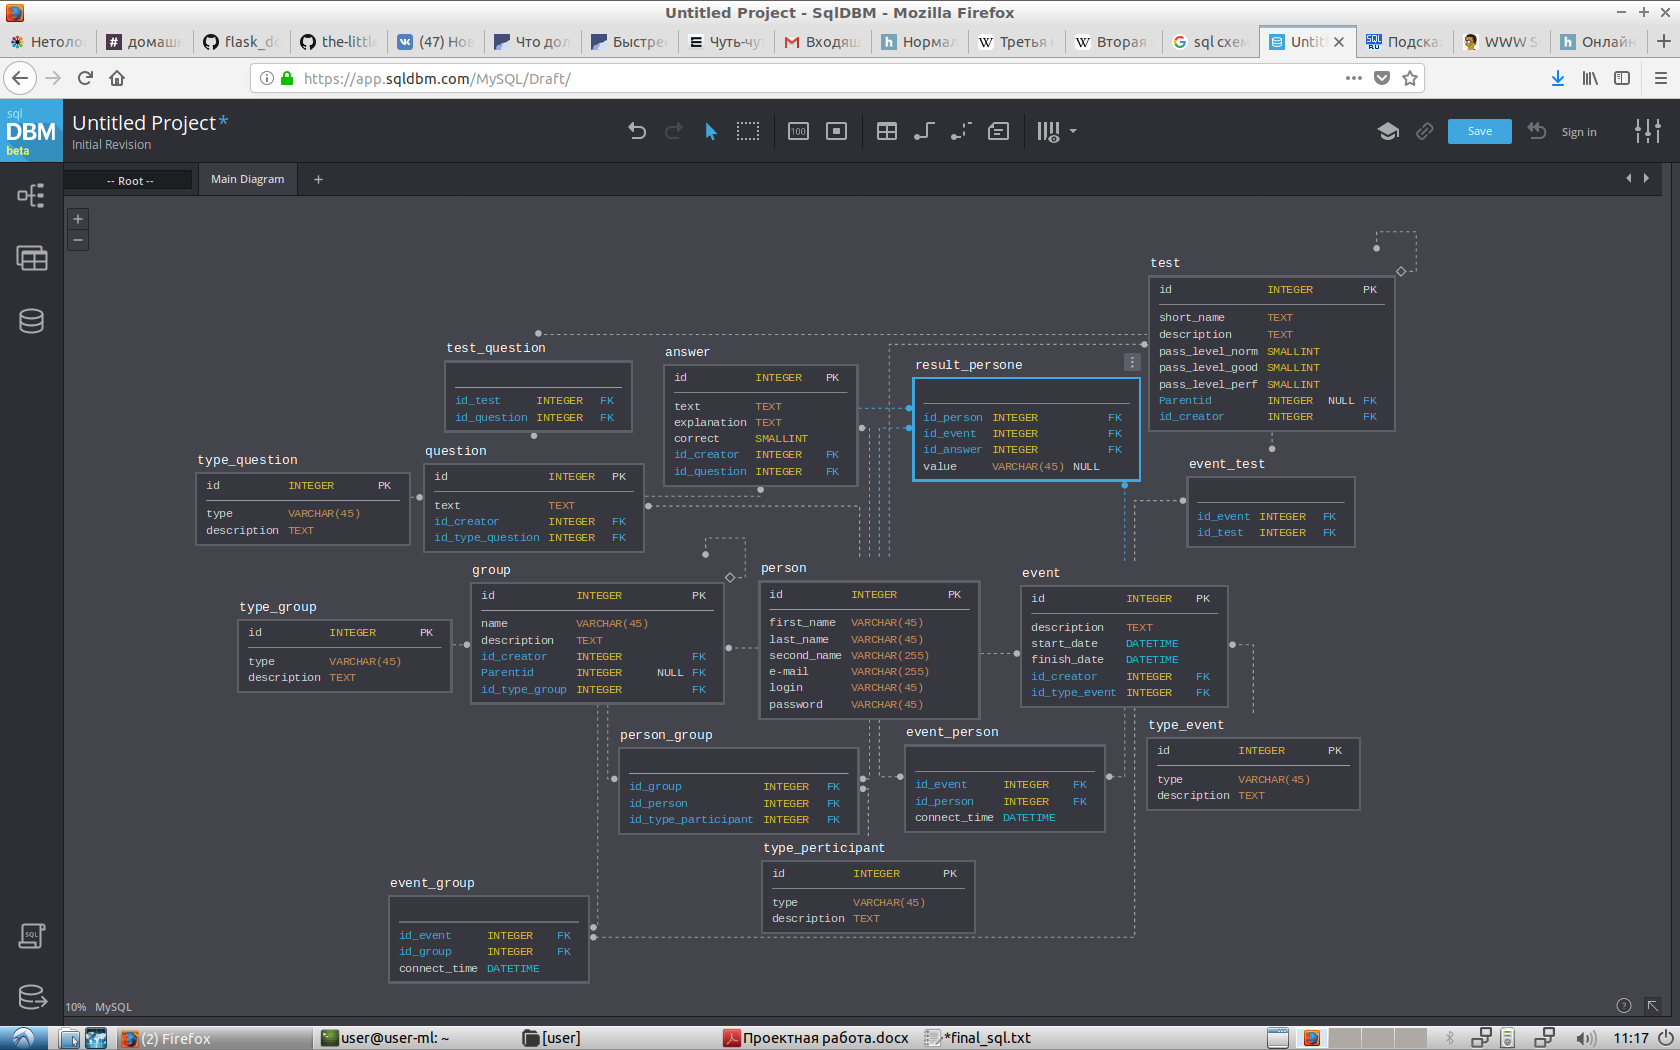 Untitled Project - SqlDBM - Mozilla Firefox
Нетоло
домаш
flask_do
the-little
(47) Нов
Что дол
Быстре
Чуть-чу
Входящ
Нормал
Третья
Вторая
sql схем
Untit
Подска
WWW S
Онлайн
https://app.sqldbm.com/MySQL/Draft/
sql
DBM
beta
Untitled Project*
Initial Revision
100
Save
Sign in
-- Root --
Main Diagram
+
+
−
test
id INTEGER PK
short_name TEXT
description TEXT
pass_level_norm SMALLINT
pass_level_good SMALLINT
pass_level_perf SMALLINT
Parentid INTEGER NULL FK
id_creator INTEGER FK
test_question
id_test INTEGER FK
id_question INTEGER FK
answer
id INTEGER PK
text TEXT
explanation TEXT
correct SMALLINT
id_creator INTEGER FK
id_question INTEGER FK
result_persone
id_person INTEGER FK
id_event INTEGER FK
id_answer INTEGER FK
value VARCHAR(45) NULL
type_question
id INTEGER PK
type VARCHAR(45)
description TEXT
question
id INTEGER PK
text TEXT
id_creator INTEGER FK
id_type_question INTEGER FK
event_test
id_event INTEGER FK
id_test INTEGER FK
type_group
id INTEGER PK
type VARCHAR(45)
description TEXT
group
id INTEGER PK
name VARCHAR(45)
description TEXT
id_creator INTEGER FK
Parentid INTEGER NULL FK
id_type_group INTEGER FK
person
id INTEGER PK
first_name VARCHAR(45)
last_name VARCHAR(45)
second_name VARCHAR(255)
e-mail VARCHAR(255)
login VARCHAR(45)
password VARCHAR(45)
event
id INTEGER PK
description TEXT
start_date DATETIME
finish_date DATETIME
id_creator INTEGER FK
id_type_event INTEGER FK
person_group
id_group INTEGER FK
id_person INTEGER FK
id_type_participant INTEGER FK
event_person
id_event INTEGER FK
id_person INTEGER FK
connect_time DATETIME
type_event
id INTEGER PK
type VARCHAR(45)
description TEXT
type_perticipant
id INTEGER PK
type VARCHAR(45)
description TEXT
event_group
id_event INTEGER FK
id_group INTEGER FK
connect_time DATETIME
SQL
10% MySQL
(2) Firefox
user@user-ml: ~
[user]
Проектная работа.docx
*final_sql.txt
11:17